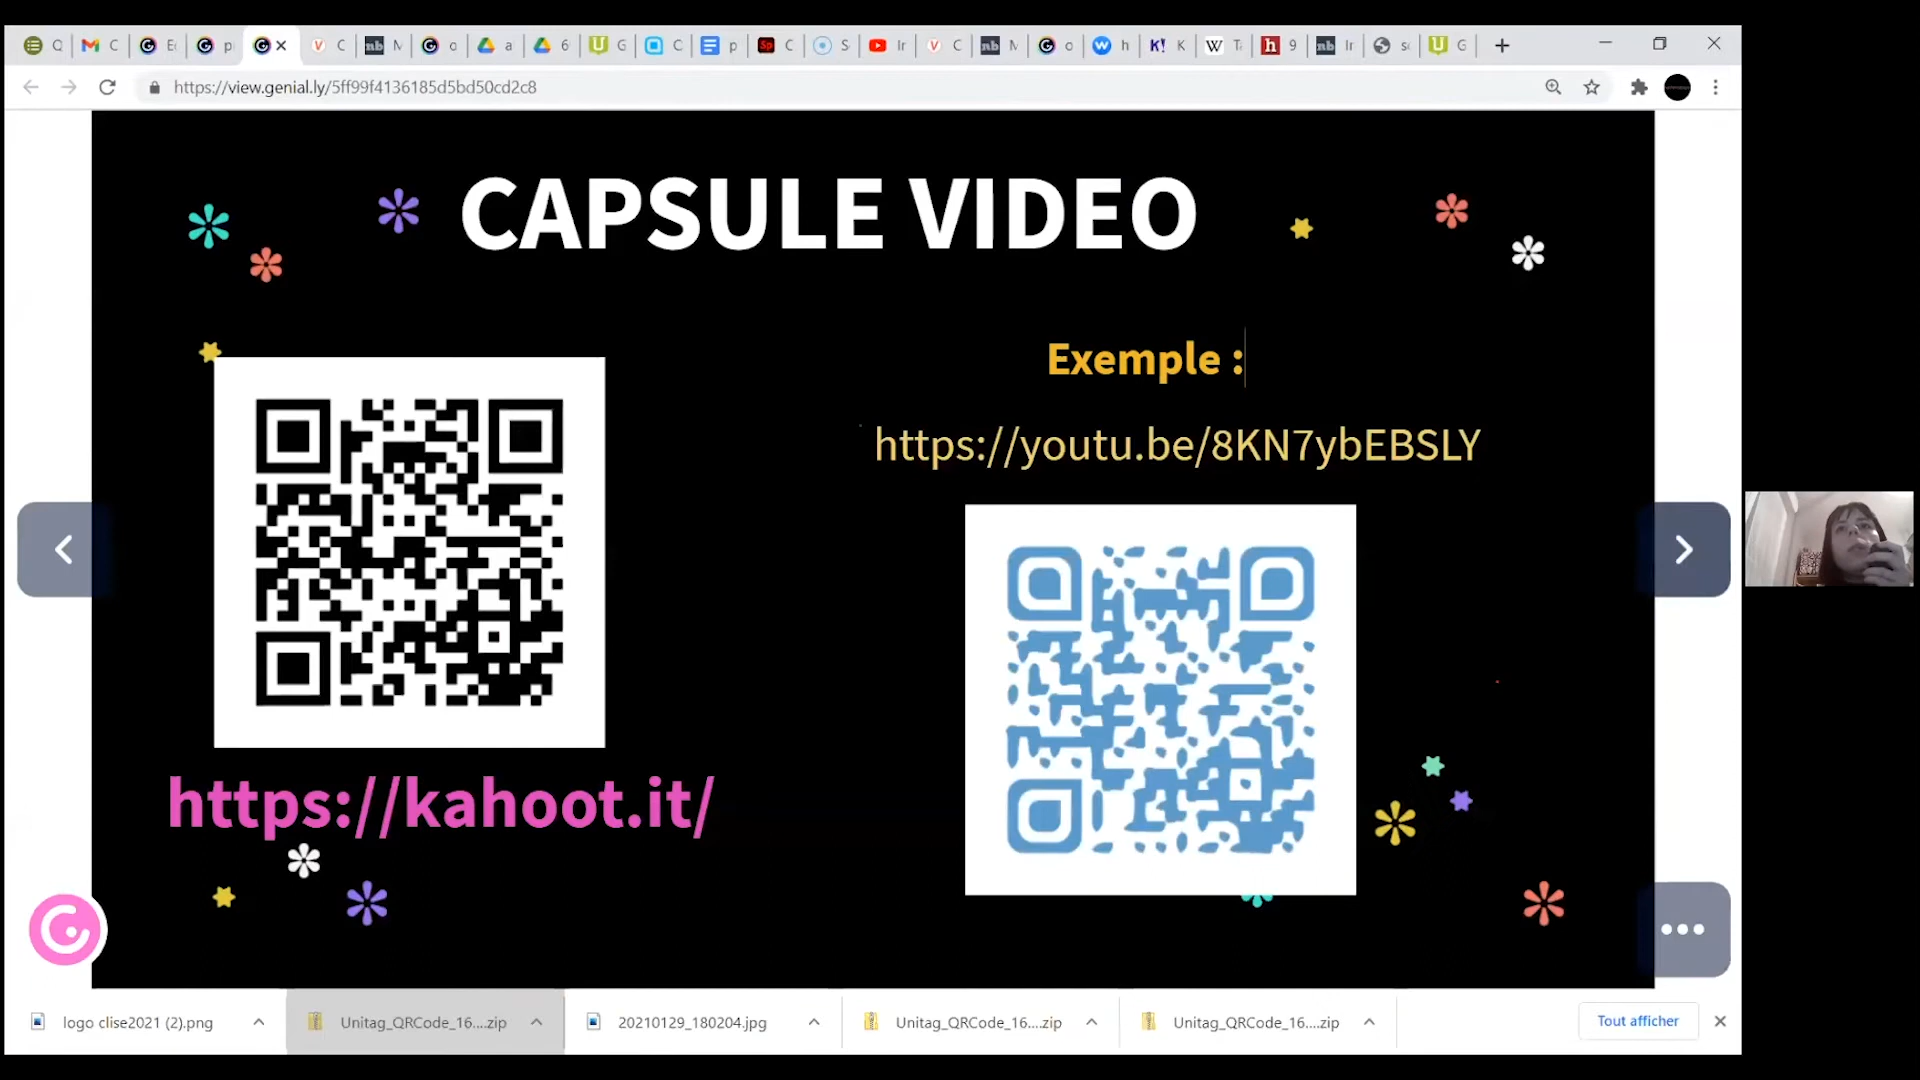 https://view.genial.ly/5ff99f4136185d5bd50cd2c8
CAPSULE VIDEO
Exemple :
https://youtu.be/8KN7ybEBSLY
https://kahoot.it/
logo clise2021 (2).png
Unitag_QRCode_16....zip
20210129_180204.jpg
Unitag_QRCode_16....zip
Unitag_QRCode_16....zip
Tout afficher